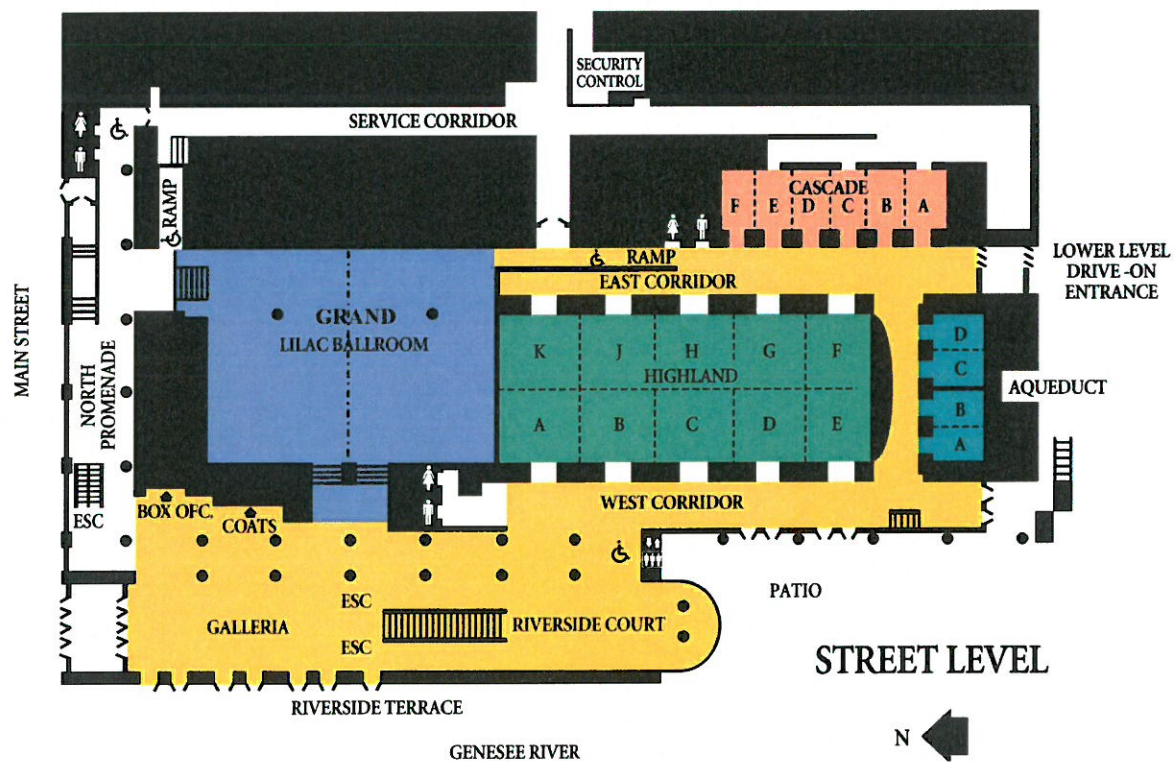 SECURITY
CONTROL
SERVICE CORRIDOR
RAMP
CASCADE
F E D C B A
RAMP
EAST CORRIDOR
LOWER LEVEL
DRIVE -ON
ENTRANCE
MAIN STREET
NORTH
PROMENADE
GRAND
LILAC BALLROOM
K J H G F
HIGHLAND
A B C D E
D
C
B
A
AQUEDUCT
ESC
BOX OFC.
COATS
WEST CORRIDOR
PATIO
ESC
GALLERIA
RIVERSIDE COURT
ESC
STREET LEVEL
RIVERSIDE TERRACE
GENESEE RIVER
N